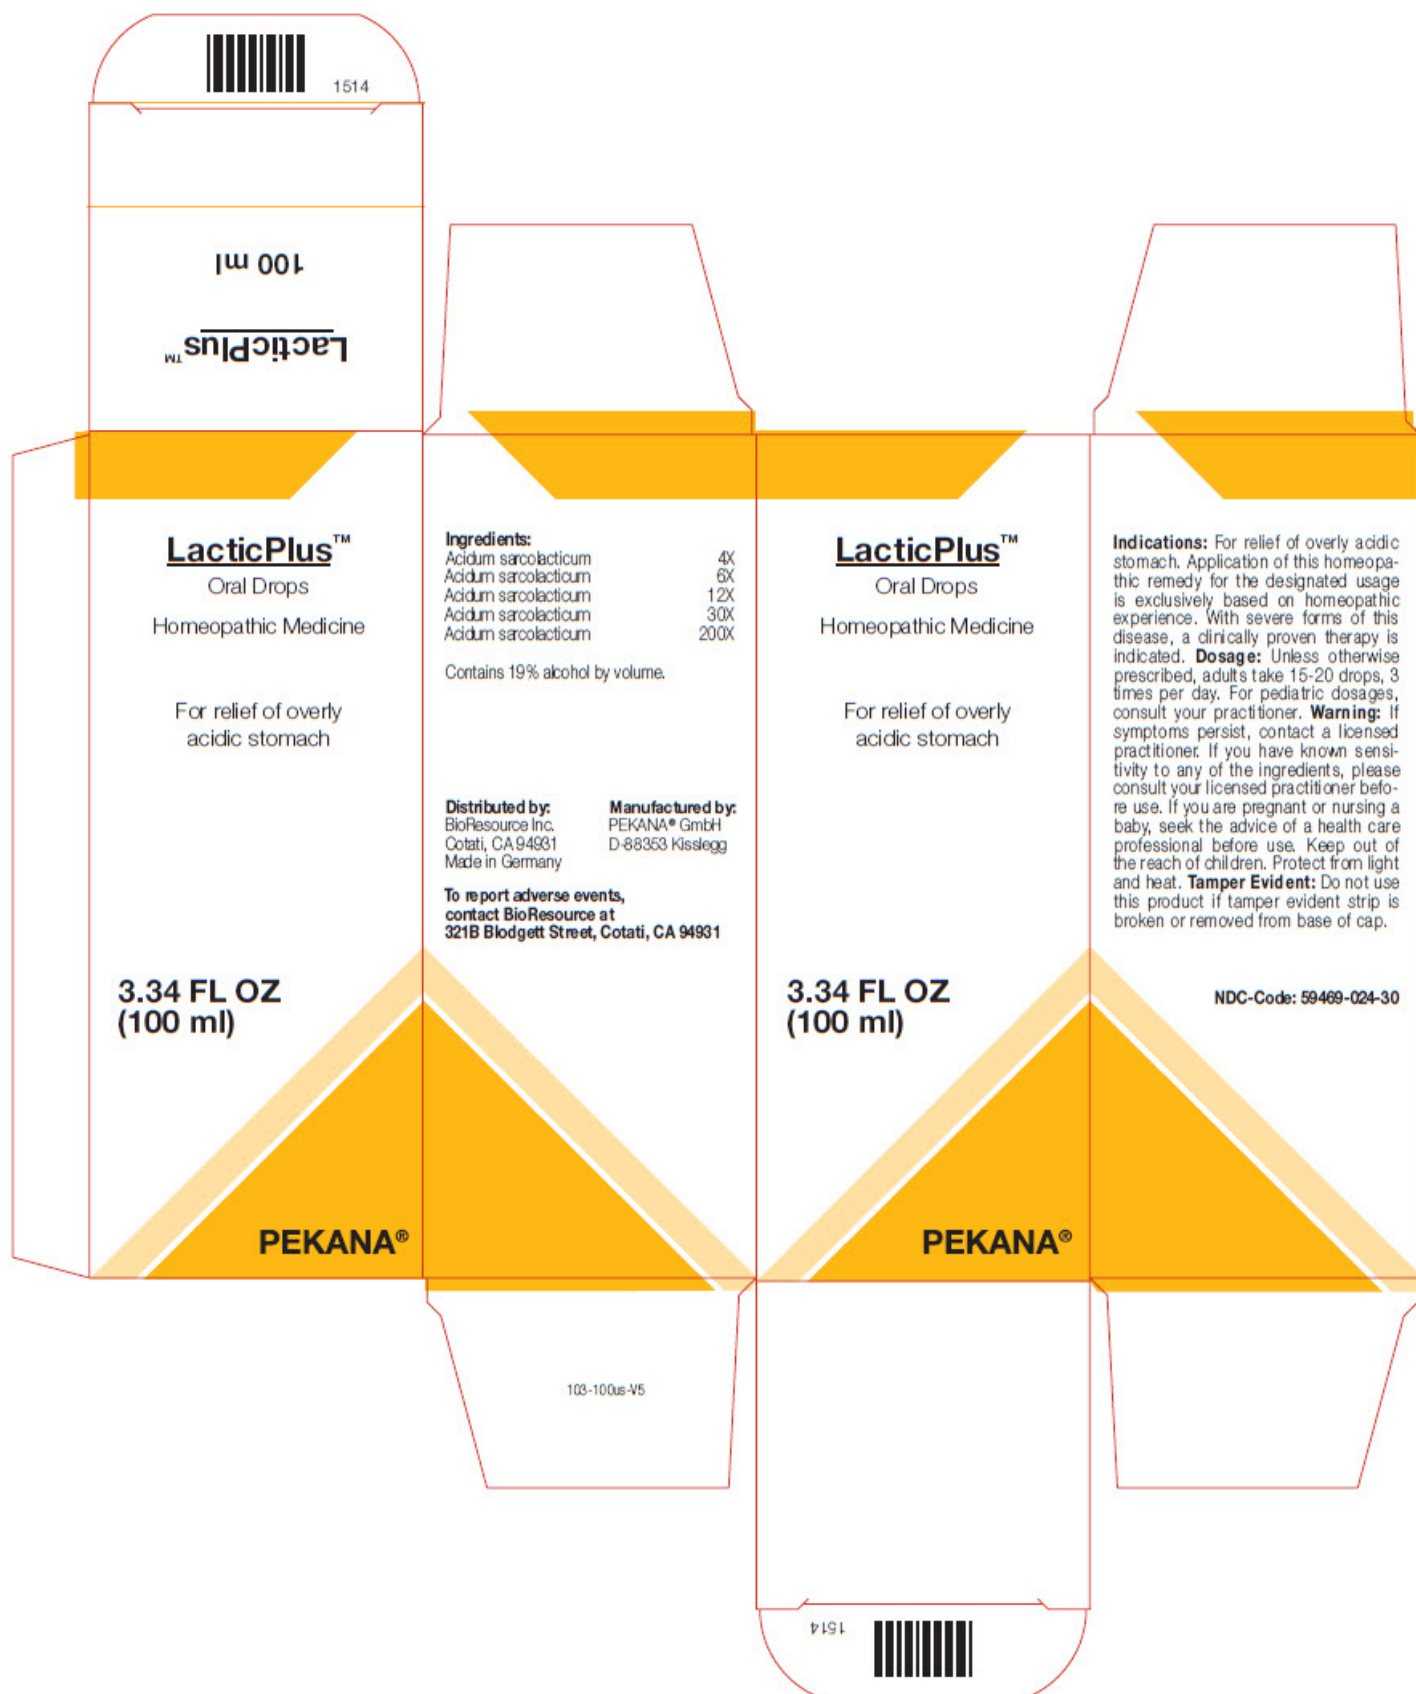 1514
100 ml
LacticPlus™
LacticPlus™
Oral Drops
Homeopathic Medicine
For relief of overly
acidic stomach
3.34 FL OZ
(100 ml)
PEKANA®
Ingredients:
Acidum sarcolacticum 4X
Acidum sarcolacticum 6X
Acidum sarcolacticum 12X
Acidum sarcolacticum 30X
Acidum sarcolacticum 200X
Contains 19% alcohol by volume.
Distributed by:
BioResource Inc.
Cotati, CA 94931
Made in Germany
Manufactured by:
PEKANA® GmbH
D-88353 Kisslegg
To report adverse events,
contact BioResource at
321B Blodgett Street, Cotati, CA 94931
103-100us-V5
LacticPlus™
Oral Drops
Homeopathic Medicine
For relief of overly
acidic stomach
3.34 FL OZ
(100 ml)
PEKANA®
1514
Indications: For relief of overly acidic
stomach. Application of this homeopa-
thic remedy for the designated usage
is exclusively based on homeopathic
experience. With severe forms of this
disease, a clinically proven therapy is
indicated. Dosage: Unless otherwise
prescribed, adults take 15-20 drops, 3
times per day. For pediatric dosages,
consult your practitioner. Warning: If
symptoms persist, contact a licensed
practitioner. If you have known sensi-
tivity to any of the ingredients, please
consult your licensed practitioner befo-
re use. If you are pregnant or nursing a
baby, seek the advice of a health care
professional before use. Keep out of
the reach of children. Protect from light
and heat. Tamper Evident: Do not use
this product if tamper evident strip is
broken or removed from base of cap.
NDC-Code: 59469-024-30